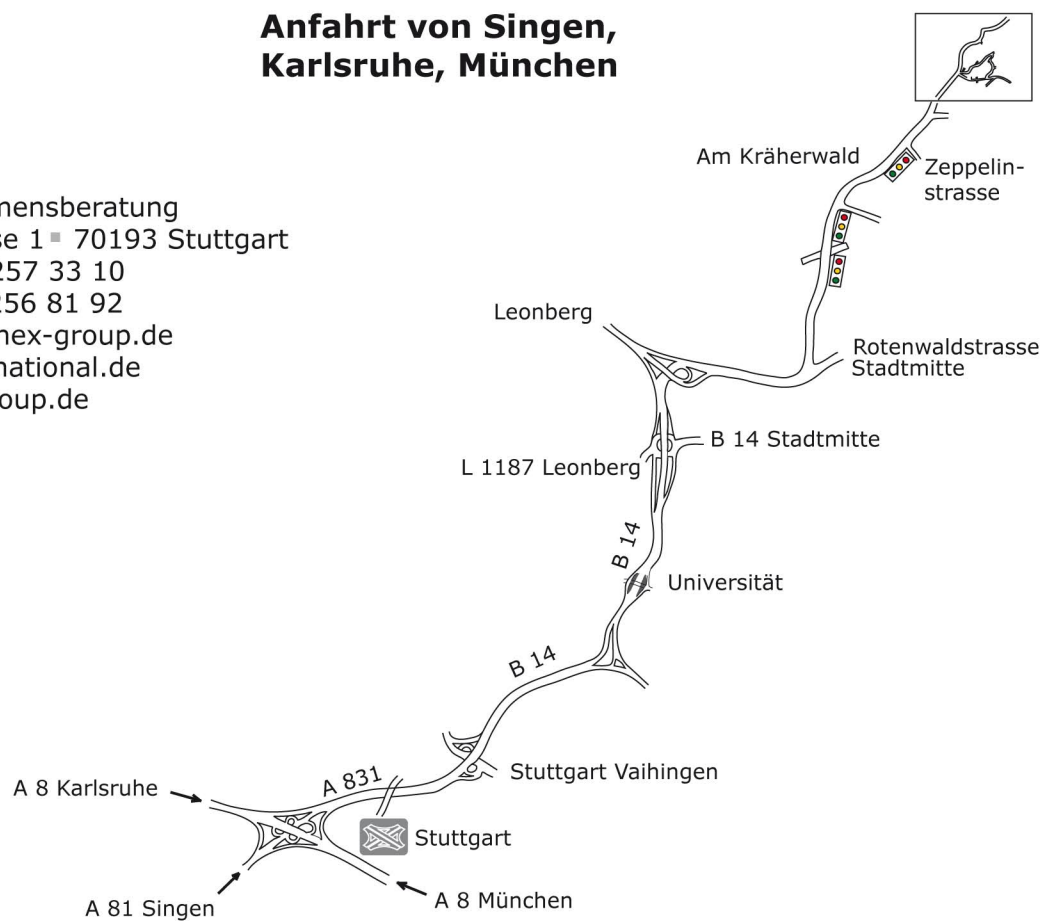 Anfahrt von Singen,
Karlsruhe, München
Am Kräherwald
Zeppelin-
strasse
mensberatung
se 1 ▪ 70193 Stuttgart
257 33 10
256 81 92
nex-group.de
national.de
oup.de
Leonberg
Rotenwaldstrasse
Stadtmitte
B 14 Stadtmitte
L 1187 Leonberg
B 14
Universität
B 14
Stuttgart Vaihingen
A 831
A 8 Karlsruhe
Stuttgart
A 8 München
A 81 Singen